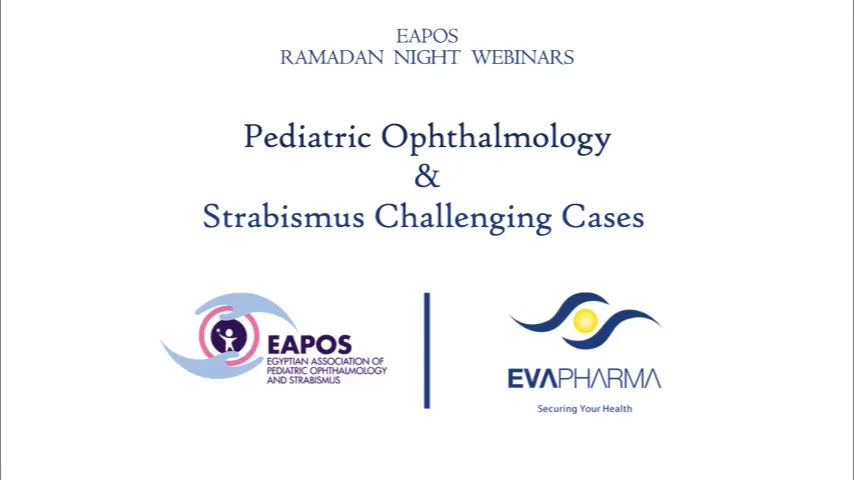 EAPOS
RAMADAN NIGHT WEBINARS
Pediatric Ophthalmology
&
Strabismus Challenging Cases
EAPOS
EGYPTIAN ASSOCIATION OF
PEDIATRIC OPHTHALMOLOGY
AND STRABISMUS
EVAPHARMA
Securing Your Health